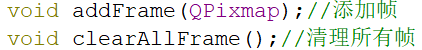 void addFrame(QPixmap);//添加帧
void clearAllFrame();//清理所有帧